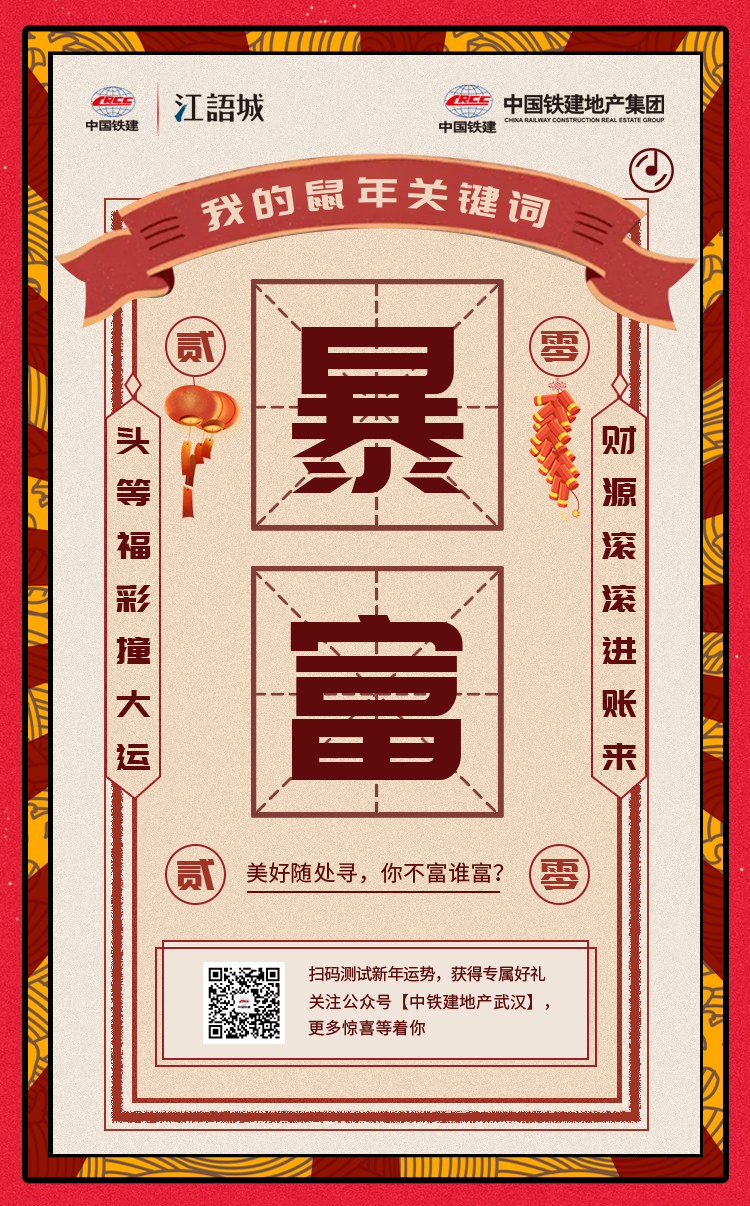 CRCC
中国铁建
江語城
CRCC
中国铁建
中国铁建地产集团
CHINA RAILWAY CONSTRUCTION REAL ESTATE GROUP
我的鼠年关键词
贰
零
暴
富
头等福彩撞大运
财源滚滚进账来
贰
零
美好随处寻，你不富谁富？
扫码测试新年运势，获得专属好礼
关注公众号【中铁建地产武汉】，
更多惊喜等着你